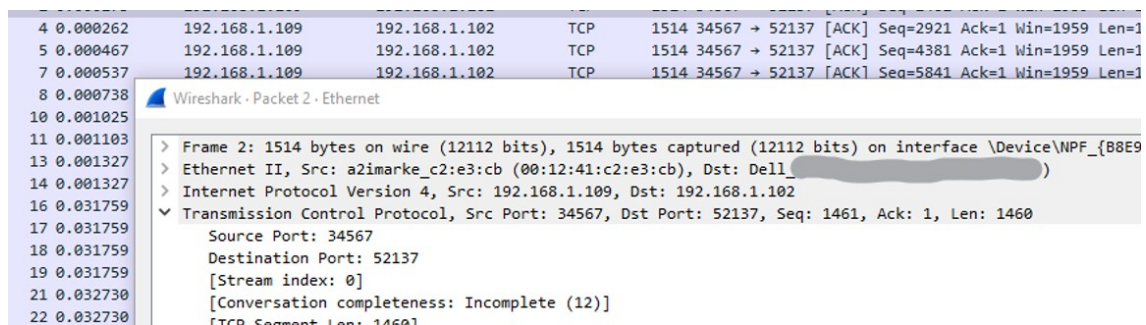 4 0.000262 192.168.1.109 192.168.1.102 TCP 1514 34567 → 52137 [ACK] Seq=2921 Ack=1 Win=1959 Len=1
5 0.000467 192.168.1.109 192.168.1.102 TCP 1514 34567 → 52137 [ACK] Seq=4381 Ack=1 Win=1959 Len=1
7 0.000537 192.168.1.109 192.168.1.102 TCP 1514 34567 → 52137 [ACK] Seq=5841 Ack=1 Win=1959 Len=1
8 0.000738
10 0.001025
11 0.001103
13 0.001327
14 0.001327
16 0.031759
17 0.031759
18 0.031759
19 0.031759
21 0.032730
22 0.032730
Wireshark · Packet 2 · Ethernet
Frame 2: 1514 bytes on wire (12112 bits), 1514 bytes captured (12112 bits) on interface \Device\NPF_{B8E9
Ethernet II, Src: a2imarke_c2:e3:cb (00:12:41:c2:e3:cb), Dst: Dell_ )
Internet Protocol Version 4, Src: 192.168.1.109, Dst: 192.168.1.102
Transmission Control Protocol, Src Port: 34567, Dst Port: 52137, Seq: 1461, Ack: 1, Len: 1460
Source Port: 34567
Destination Port: 52137
[Stream index: 0]
[Conversation completeness: Incomplete (12)]
[TCP Segment Len: 1460]